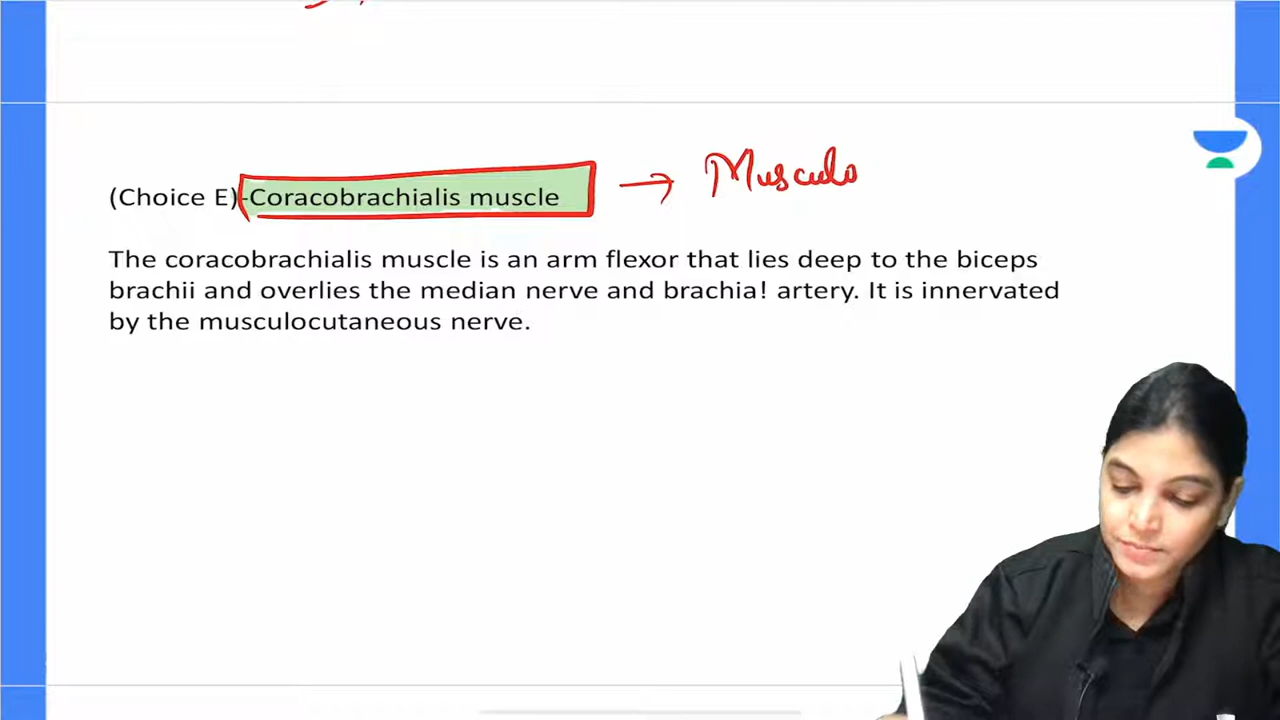 (Choice E)-Coracobrachialis muscle → Musculo
The coracobrachialis muscle is an arm flexor that lies deep to the biceps
brachii and overlies the median nerve and brachia! artery. It is innervated
by the musculocutaneous nerve.